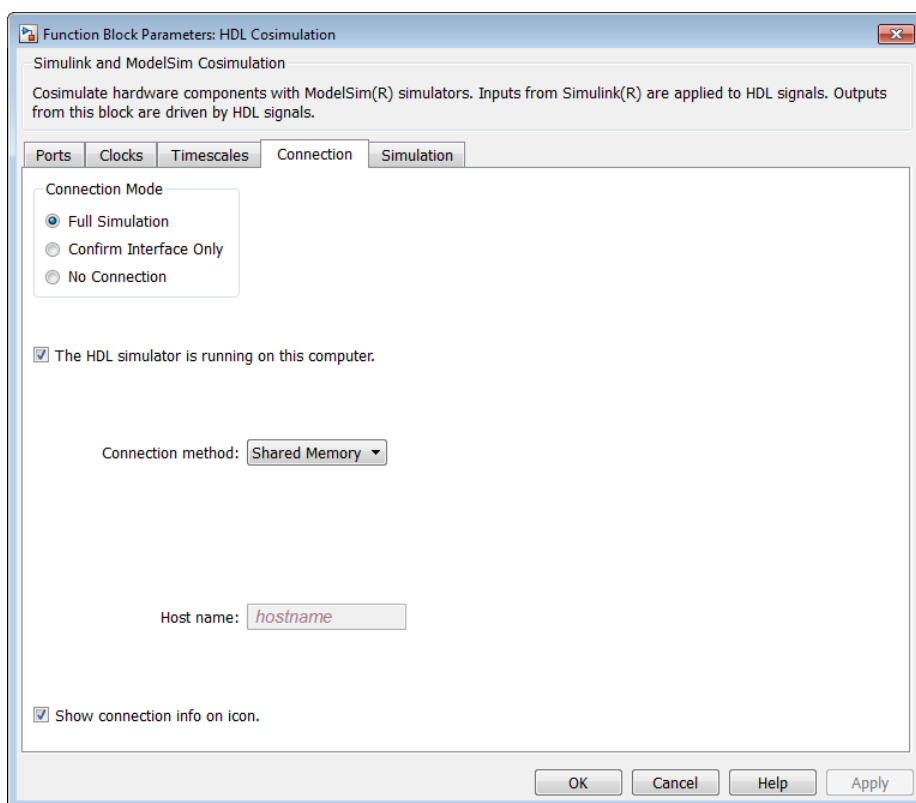 Function Block Parameters: HDL Cosimulation
Simulink and ModelSim Cosimulation
Cosimulate hardware components with ModelSim(R) simulators. Inputs from Simulink(R) are applied to HDL signals. Outputs
from this block are driven by HDL signals.
Ports Clocks Timescales Connection Simulation
Connection Mode
Full Simulation
Confirm Interface Only
No Connection
The HDL simulator is running on this computer.
Connection method: Shared Memory
Host name: hostname
Show connection info on icon.
OK Cancel Help Apply